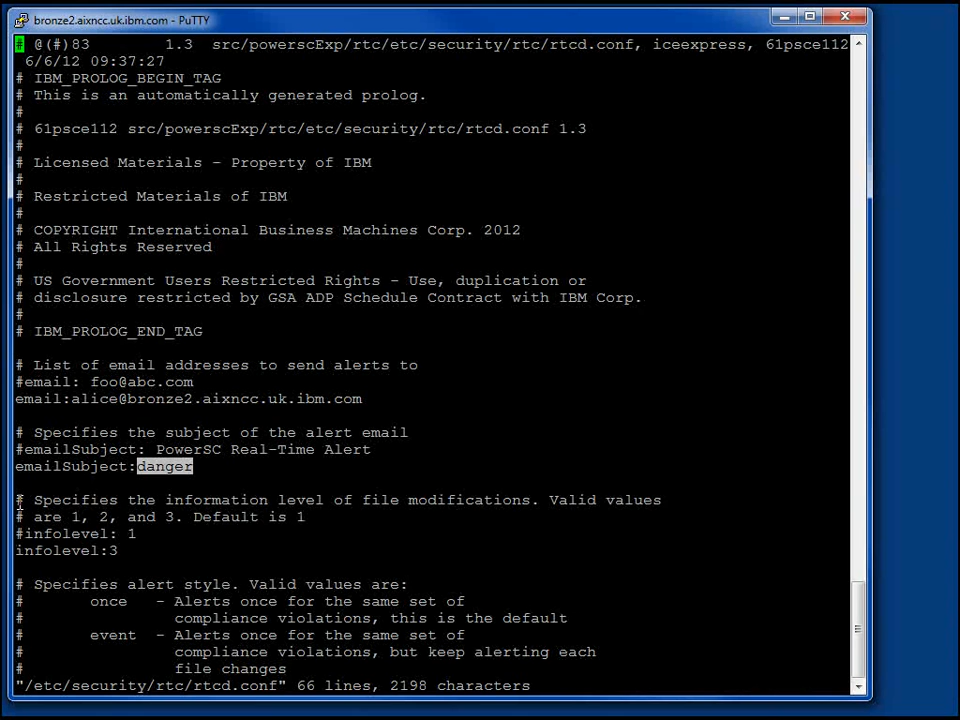 bronze2.aixncc.uk.ibm.com - PuTTY
# @(#)83        1.3  src/powerscExp/rtc/etc/security/rtc/rtcd.conf, iceexpress, 61psce112
 6/6/12 09:37:27
# IBM_PROLOG_BEGIN_TAG
# This is an automatically generated prolog.
#
# 61psce112 src/powerscExp/rtc/etc/security/rtc/rtcd.conf 1.3
#
# Licensed Materials - Property of IBM
#
# Restricted Materials of IBM
#
# COPYRIGHT International Business Machines Corp. 2012
# All Rights Reserved
#
# US Government Users Restricted Rights - Use, duplication or
# disclosure restricted by GSA ADP Schedule Contract with IBM Corp.
#
# IBM_PROLOG_END_TAG
# List of email addresses to send alerts to
#email: foo@abc.com
email:alice@bronze2.aixncc.uk.ibm.com
# Specifies the subject of the alert email
#emailSubject: PowerSC Real-Time Alert
emailSubject:danger
# Specifies the information level of file modifications. Valid values
# are 1, 2, and 3. Default is 1
#infolevel: 1
infolevel:3
# Specifies alert style. Valid values are:
#       once   - Alerts once for the same set of
#                compliance violations, this is the default
#       event  - Alerts once for the same set of
#                compliance violations, but keep alerting each
#                file changes
"/etc/security/rtc/rtcd.conf" 66 lines, 2198 characters